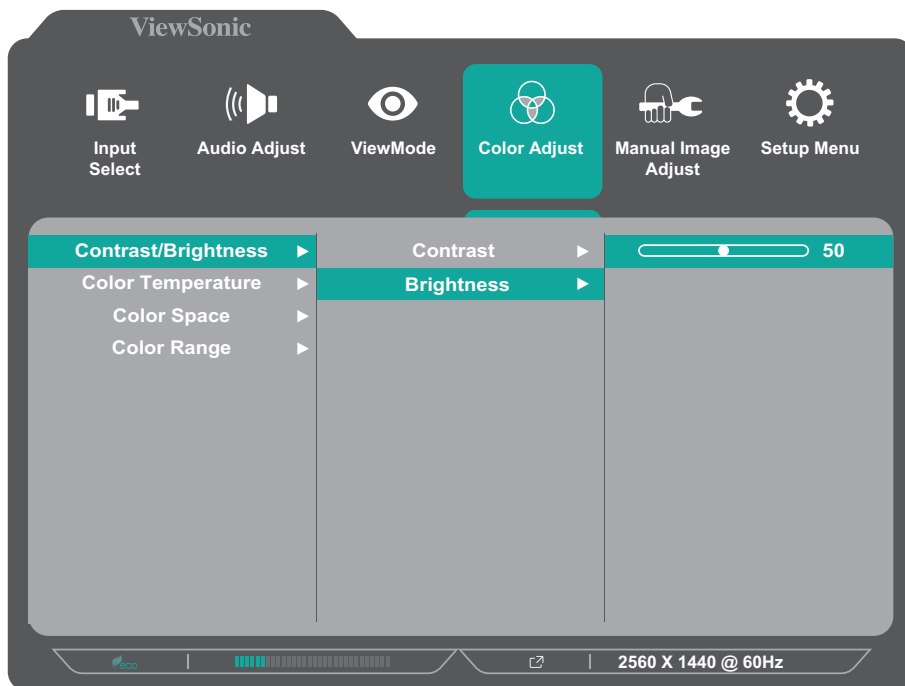 ViewSonic
Input Select
Audio Adjust
ViewMode
Color Adjust
Manual Image Adjust
Setup Menu
Contrast/Brightness
Contrast
50
Color Temperature
Brightness
Color Space
Color Range
eco
2560 X 1440 @ 60Hz